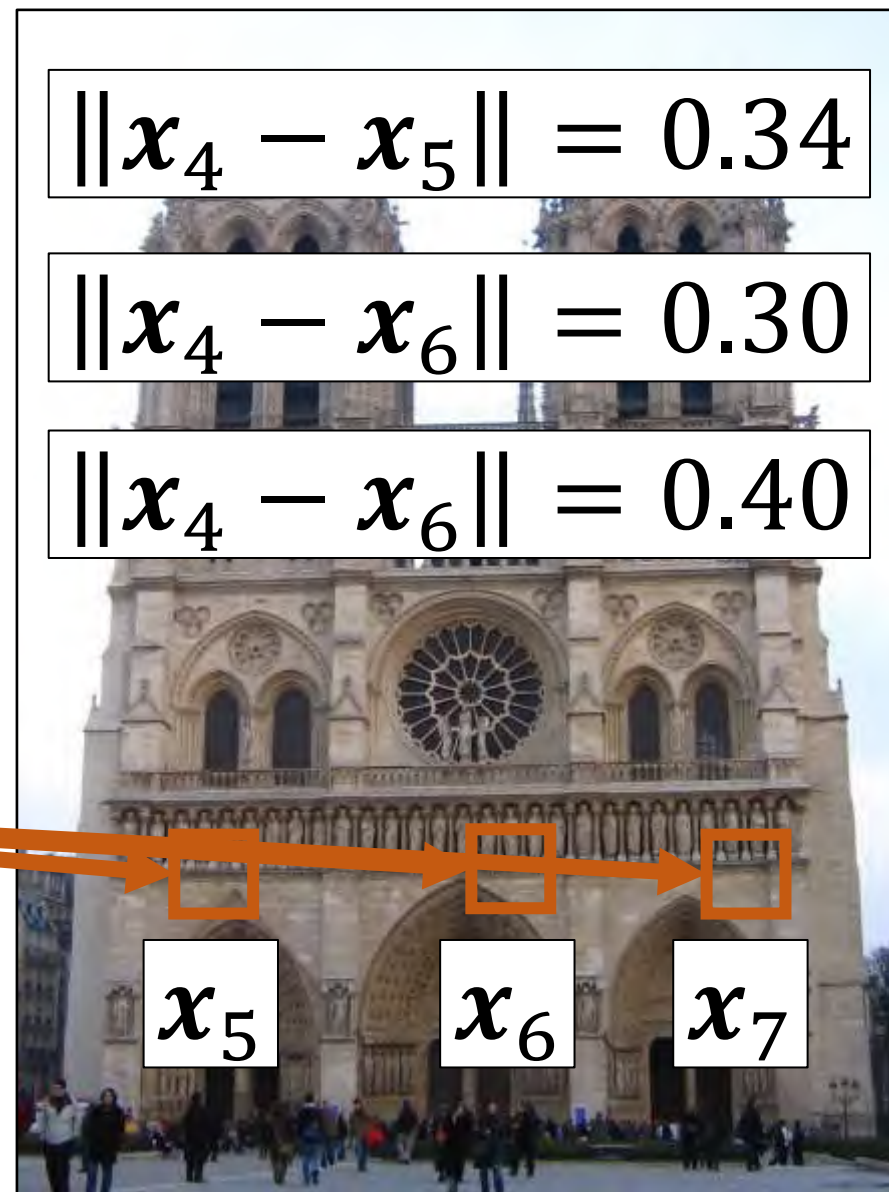 ‖𝒙₄ − 𝒙₅‖ = 0.34
‖𝒙₄ − 𝒙₆‖ = 0.30
‖𝒙₄ − 𝒙₆‖ = 0.40
𝒙₅ 𝒙₆ 𝒙₇